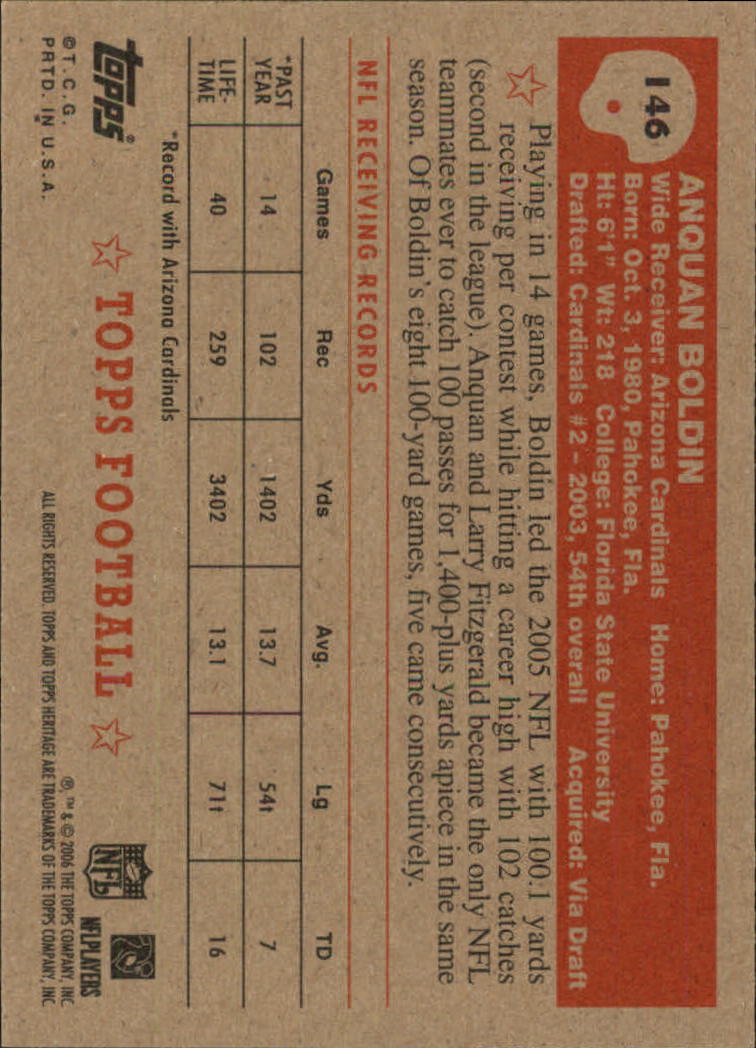 146
ANQUAN BOLDIN
Wide Receiver: Arizona Cardinals Home: Pahokee, Fla.
Born: Oct. 3, 1980, Pahokee, Fla.
Ht: 6'1" Wt: 218 College: Florida State University
Drafted: Cardinals #2 – 2003, 54th overall Acquired: Via Draft
Playing in 14 games, Boldin led the 2005 NFL with 100.1 yards
receiving per contest while hitting a career high with 102 catches
(second in the league). Anquan and Larry Fitzgerald became the only NFL
teammates ever to catch 100 passes for 1,400-plus yards apiece in the same
season. Of Boldin's eight 100-yard games, five came consecutively.
NFL RECEIVING RECORDS
Games Rec Yds Avg. Lg TD
*PAST
YEAR 14 102 1402 13.7 54t 7
LIFE-
TIME 40 259 3402 13.1 71t 16
*Record with Arizona Cardinals
topps®
TOPPS FOOTBALL
NFL
NFLPLAYERS
©T.C.G.
PRTD. IN U.S.A.
®, ™ & © 2006 THE TOPPS COMPANY, INC
ALL RIGHTS RESERVED. TOPPS AND TOPPS HERITAGE ARE TRADEMARKS OF THE TOPPS COMPANY, INC